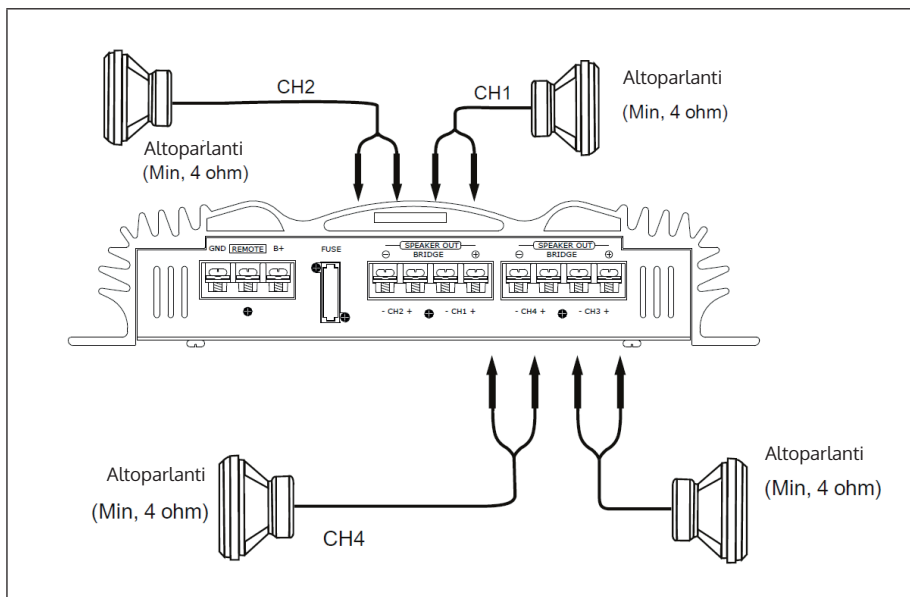 CH2
CH1
Altoparlanti
(Min, 4 ohm)
Altoparlanti
(Min, 4 ohm)
GND REMOTE B+
FUSE
SPEAKER OUT
BRIDGE
SPEAKER OUT
BRIDGE
- CH2 +
- CH1 +
- CH4 +
- CH3 +
Altoparlanti
(Min, 4 ohm)
CH4
Altoparlanti
(Min, 4 ohm)